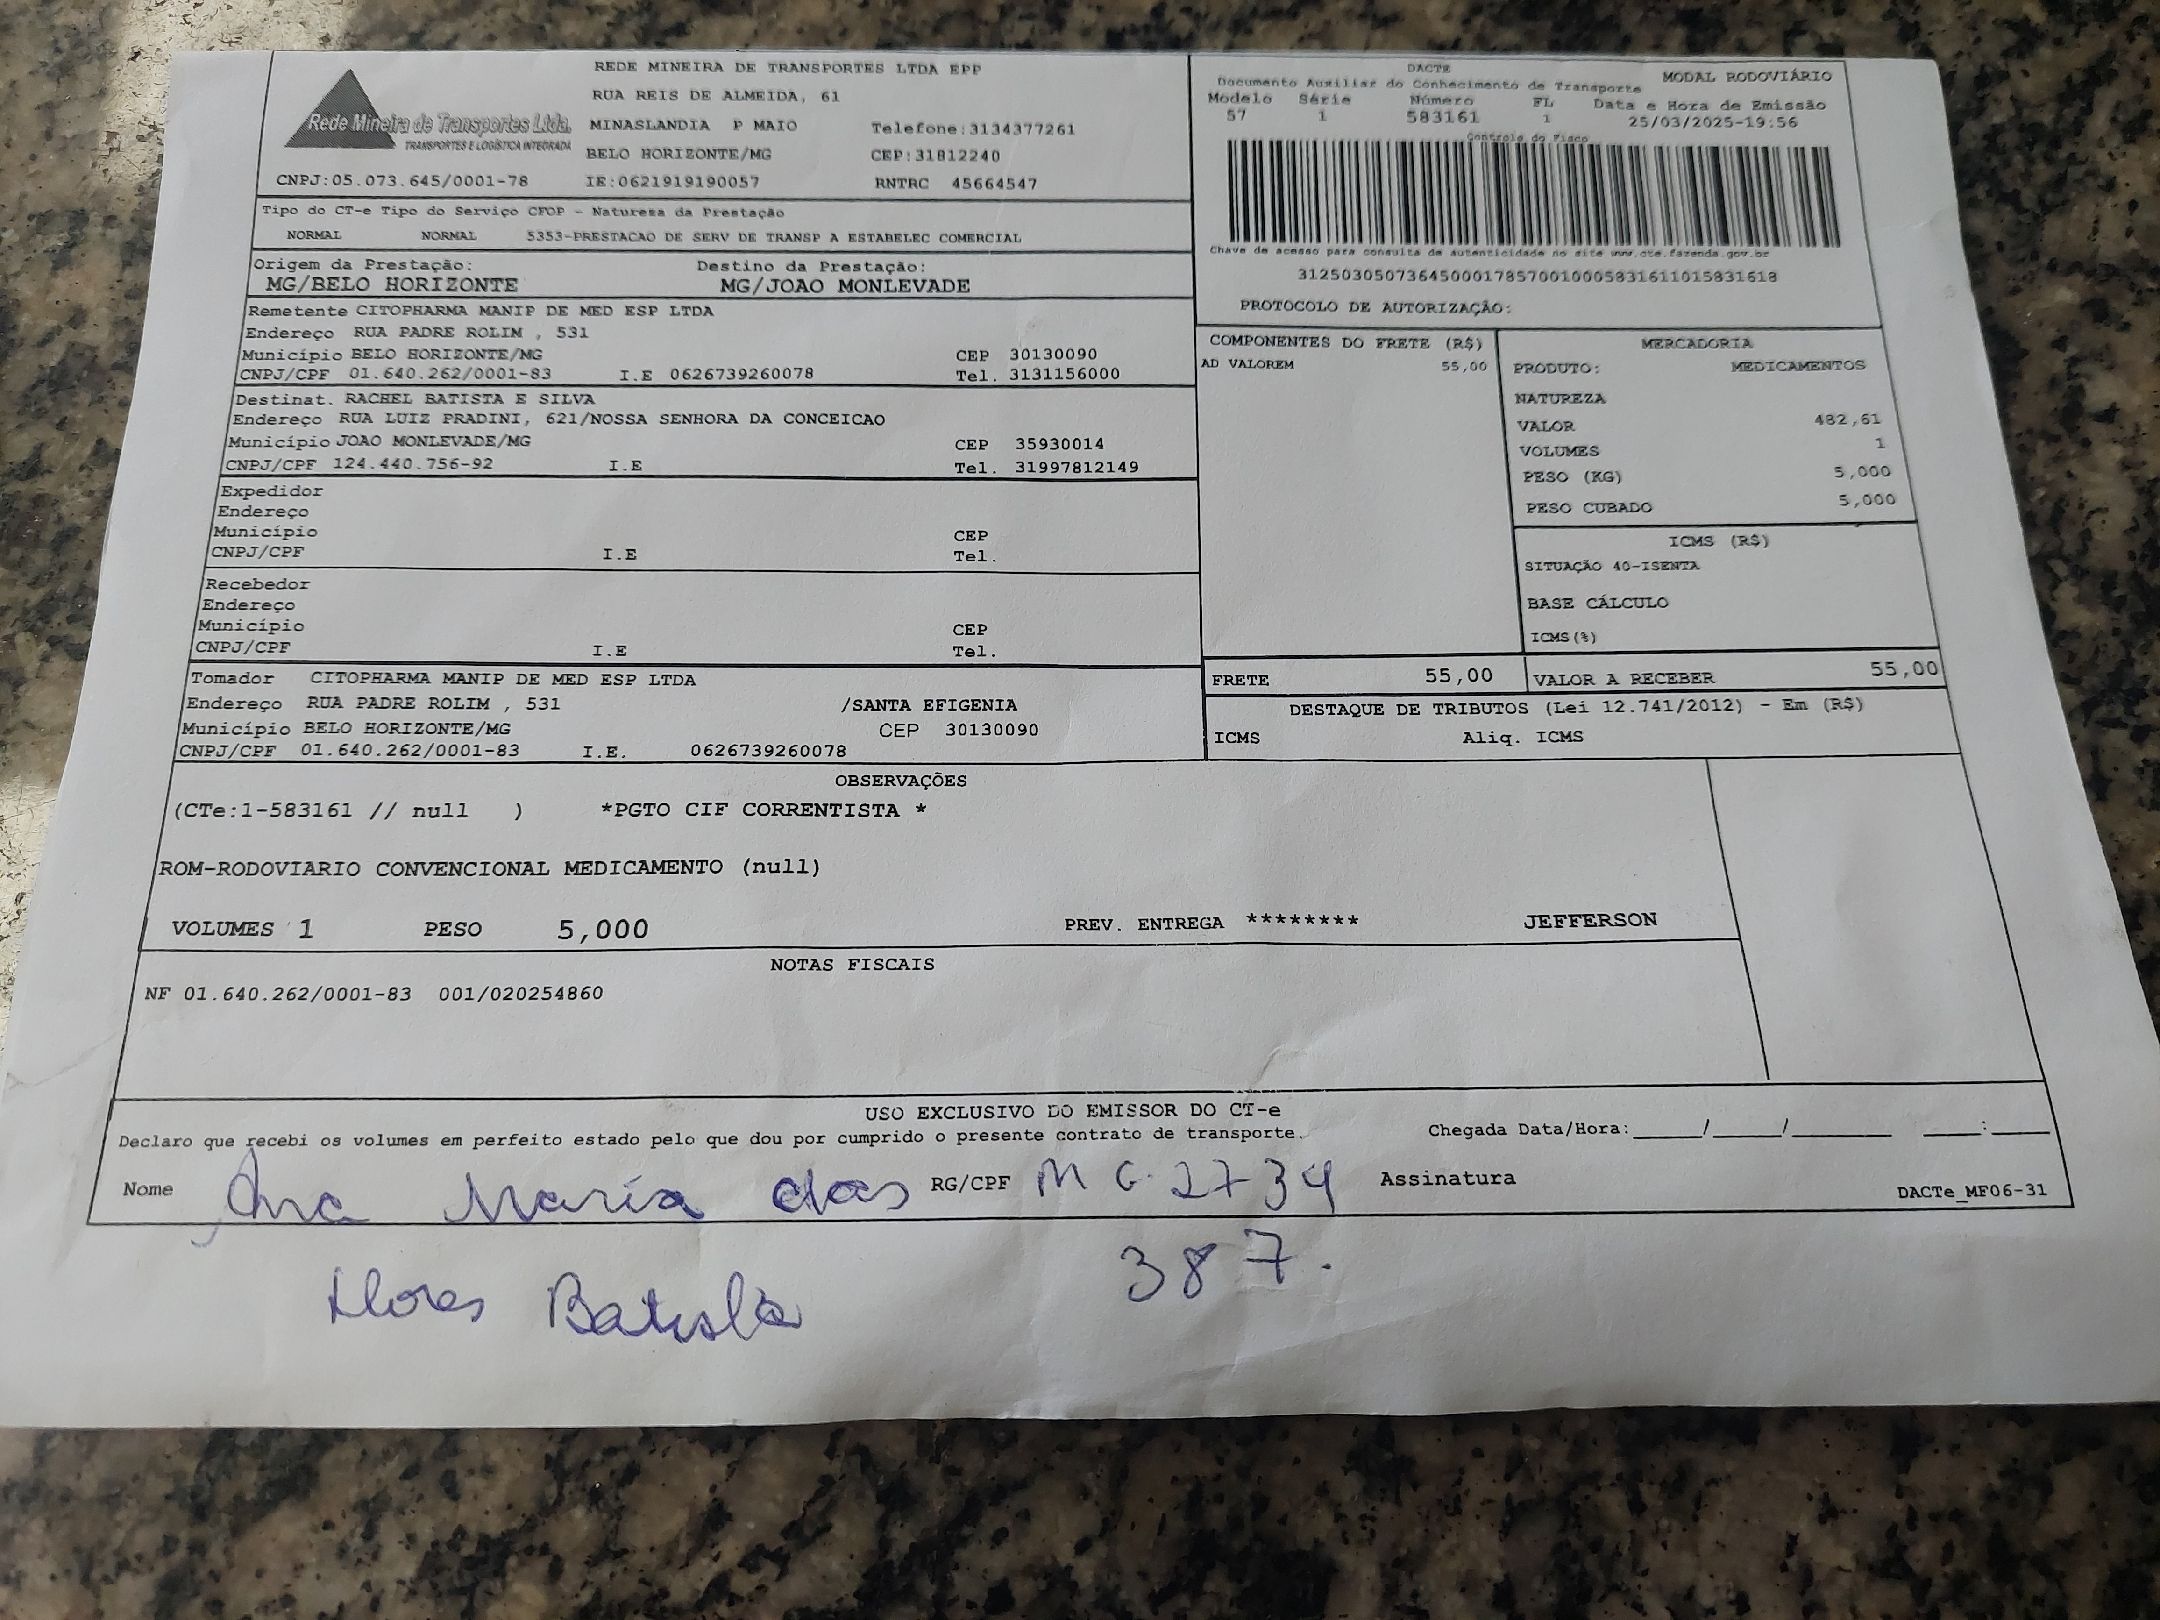 Rede Mineira de Transportes Ltda.
TRANSPORTES E LOGÍSTICA INTEGRADA
REDE MINEIRA DE TRANSPORTES LTDA EPP
RUA REIS DE ALMEIDA, 61
MINASLANDIA P MAIO Telefone:3134377261
BELO HORIZONTE/MG CEP:31812240
CNPJ:05.073.645/0001-78 IE:0621919190057 RNTRC 45664547
DACTE
Documento Auxiliar do Conhecimento de Transporte MODAL RODOVIÁRIO
Modelo Série Número FL Data e Hora de Emissão
57 1 583161 1 25/03/2025-19:56
Controle do Fisco
Chave de acesso para consulta de autenticidade no site www.cte.fazenda.gov.br
31250305073645000178570010005831611015831618
PROTOCOLO DE AUTORIZAÇÃO:
Tipo do CT-e Tipo do Serviço CFOP - Natureza da Prestação
NORMAL NORMAL 5353-PRESTACAO DE SERV DE TRANSP A ESTABELEC COMERCIAL
Origem da Prestação: Destino da Prestação:
MG/BELO HORIZONTE MG/JOAO MONLEVADE
Remetente CITOPHARMA MANIP DE MED ESP LTDA
Endereço RUA PADRE ROLIM , 531
Município BELO HORIZONTE/MG CEP 30130090
CNPJ/CPF 01.640.262/0001-83 I.E 0626739260078 Tel. 3131156000
Destinat. RACHEL BATISTA E SILVA
Endereço RUA LUIZ PRADINI, 621/NOSSA SENHORA DA CONCEICAO
Município JOAO MONLEVADE/MG CEP 35930014
CNPJ/CPF 124.440.756-92 I.E Tel. 31997812149
Expedidor
Endereço
Município CEP
CNPJ/CPF I.E Tel.
Recebedor
Endereço
Município CEP
CNPJ/CPF I.E Tel.
Tomador CITOPHARMA MANIP DE MED ESP LTDA
Endereço RUA PADRE ROLIM , 531 /SANTA EFIGENIA
Município BELO HORIZONTE/MG CEP 30130090
CNPJ/CPF 01.640.262/0001-83 I.E. 0626739260078
COMPONENTES DO FRETE (R$)
AD VALOREM 55,00
MERCADORIA
PRODUTO: MEDICAMENTOS
NATUREZA
VALOR 482,61
VOLUMES 1
PESO (KG) 5,000
PESO CUBADO 5,000
ICMS (R$)
SITUAÇÃO 40-ISENTA
BASE CÁLCULO
ICMS(%)
FRETE 55,00 VALOR A RECEBER 55,00
DESTAQUE DE TRIBUTOS (Lei 12.741/2012) - Em (R$)
ICMS Aliq. ICMS
OBSERVAÇÕES
(CTe:1-583161 // null ) *PGTO CIF CORRENTISTA *
ROM-RODOVIARIO CONVENCIONAL MEDICAMENTO (null)
VOLUMES 1 PESO 5,000 PREV. ENTREGA ******** JEFFERSON
NOTAS FISCAIS
NF 01.640.262/0001-83 001/020254860
USO EXCLUSIVO DO EMISSOR DO CT-e
Declaro que recebi os volumes em perfeito estado pelo que dou por cumprido o presente contrato de transporte. Chegada Data/Hora:_____/_____/________ _____:_____
Nome Ana Maria das RG/CPF MG.2734 Assinatura
DACTe_MF06-31
Dores Batista 387.